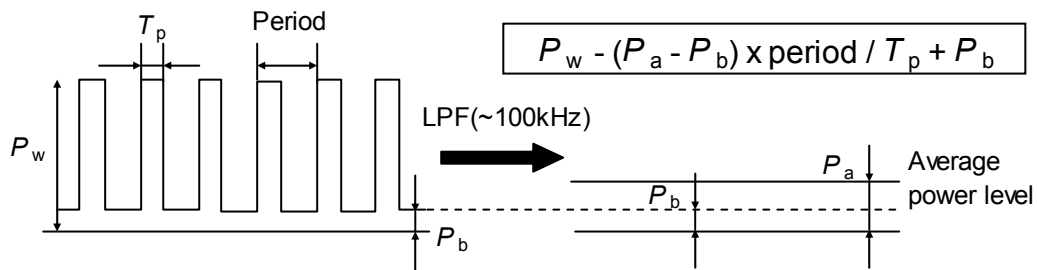 Tp
Period
Pw - (Pa - Pb) x period / Tp + Pb
LPF(~100kHz)
Pw
Pb
Pa
Pb
Average
power level